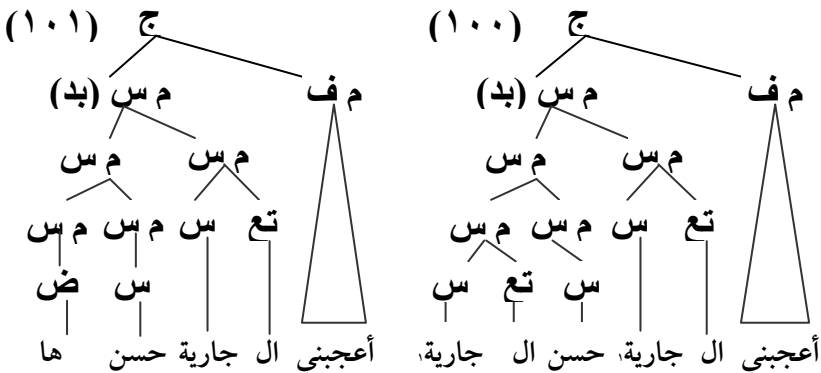 (١٠٠) ج (١٠١) ج
م ف م س (بد) م ف م س (بد)
م س م س م س م س
تع س م س م س تع س م س م س
س تع س س ض
أعجبنى ال جارية حسن ال جارية أعجبنى ال جارية حسن ها